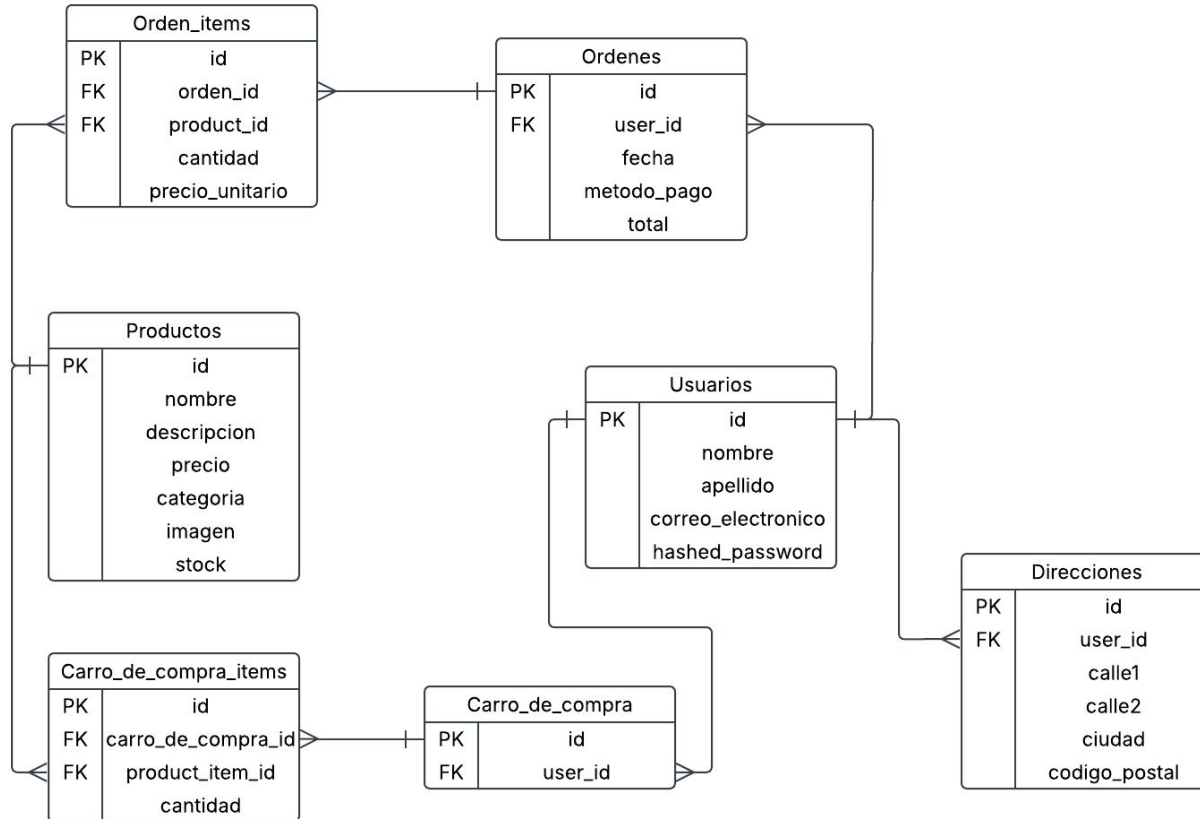 Orden_items
PK id
FK orden_id
FK product_id
cantidad
precio_unitario
Ordenes
PK id
FK user_id
fecha
metodo_pago
total
Productos
PK id
nombre
descripcion
precio
categoria
imagen
stock
Usuarios
PK id
nombre
apellido
correo_electronico
hashed_password
Direcciones
PK id
FK user_id
calle1
calle2
ciudad
codigo_postal
Carro_de_compra_items
PK id
FK carro_de_compra_id
FK product_item_id
cantidad
Carro_de_compra
PK id
FK user_id